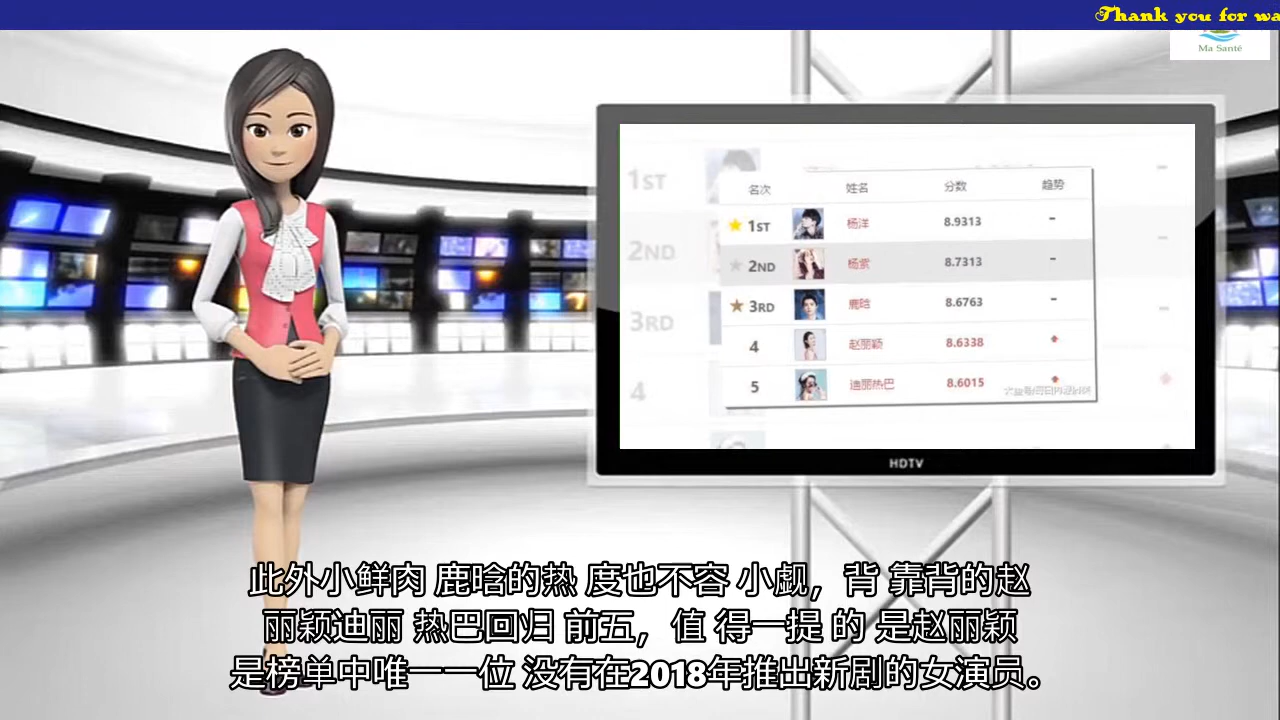 Thank you for wa
Ma Santé
1ST
2ND
3RD
4
名次 姓名 分数 趋势
1ST 杨洋 8.9313 -
2ND 杨紫 8.7313 -
3RD 鹿晗 8.6763 -
4 赵丽颖 8.6338
5 迪丽热巴 8.6015
HDTV
此外小鲜肉 鹿晗的热 度也不容 小觑，背 靠背的赵
丽颖迪丽 热巴回归 前五，值 得一提 的 是赵丽颖
是榜单中唯一一位 没有在2018年推出新剧的女演员。